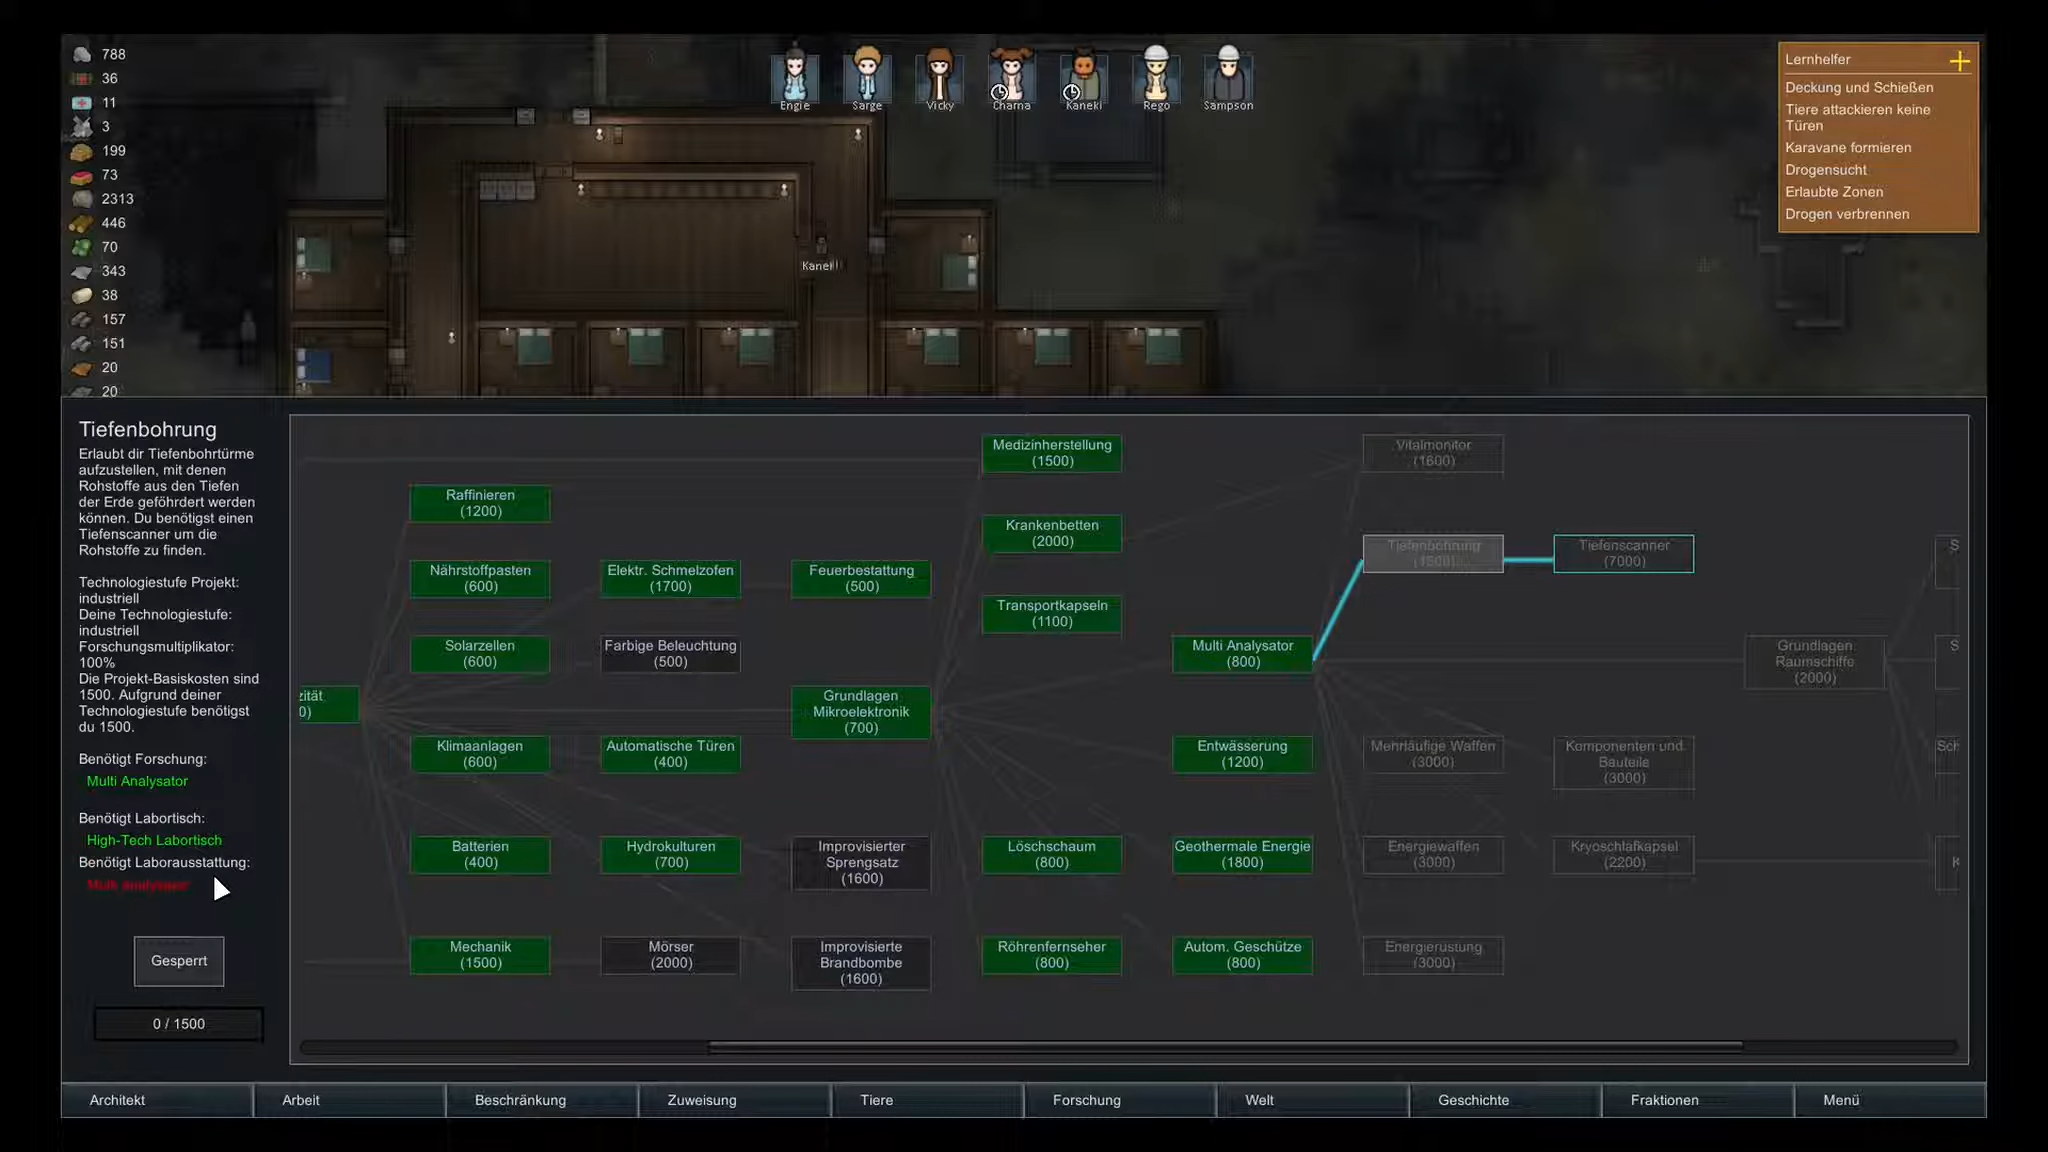 788
36
11
3
199
73
2313
446
70
343
38
157
151
20
20
Engie
Sarge
Vicky
Charna
Kaneki
Rego
Sampson
Lernhelfer
Deckung und Schießen
Tiere attackieren keine
Türen
Karavane formieren
Drogensucht
Erlaubte Zonen
Drogen verbrennen
Tiefenbohrung
Erlaubt dir Tiefenbohrtürme
aufzustellen, mit denen
Rohstoffe aus den Tiefen
der Erde geföhrdert werden
können. Du benötigst einen
Tiefenscanner um die
Rohstoffe zu finden.
Technologiestufe Projekt:
industriell
Deine Technologiestufe:
industriell
Forschungsmultiplikator:
100%
Die Projekt-Basiskosten sind
1500. Aufgrund deiner
Technologiestufe benötigst
du 1500.
Benötigt Forschung:
Multi Analysator
Benötigt Labortisch:
High-Tech Labortisch
Benötigt Laborausstattung:
Multi Analysator
Gesperrt
0 / 1500
zität
0)
Raffinieren
(1200)
Nährstoffpasten
(600)
Solarzellen
(600)
Klimaanlagen
(600)
Batterien
(400)
Mechanik
(1500)
Elektr. Schmelzofen
(1700)
Farbige Beleuchtung
(500)
Automatische Türen
(400)
Hydrokulturen
(700)
Mörser
(2000)
Feuerbestattung
(500)
Grundlagen
Mikroelektronik
(700)
Improvisierter
Sprengsatz
(1600)
Improvisierte
Brandbombe
(1600)
Medizinherstellung
(1500)
Krankenbetten
(2000)
Transportkapseln
(1100)
Löschschaum
(800)
Röhrenfernseher
(800)
Multi Analysator
(800)
Entwässerung
(1200)
Geothermale Energie
(1800)
Autom. Geschütze
(800)
Vitalmonitor
(1600)
Tiefenbohrung
(1500)
Mehrläufige Waffen
(3000)
Energiewaffen
(3000)
Energierüstung
(3000)
Tiefenscanner
(7000)
Komponenten und
Bauteile
(3000)
Kryoschlafkapsel
(2200)
Grundlagen
Raumschiffe
(2000)
S
S
Sch
K
Architekt
Arbeit
Beschränkung
Zuweisung
Tiere
Forschung
Welt
Geschichte
Fraktionen
Menü